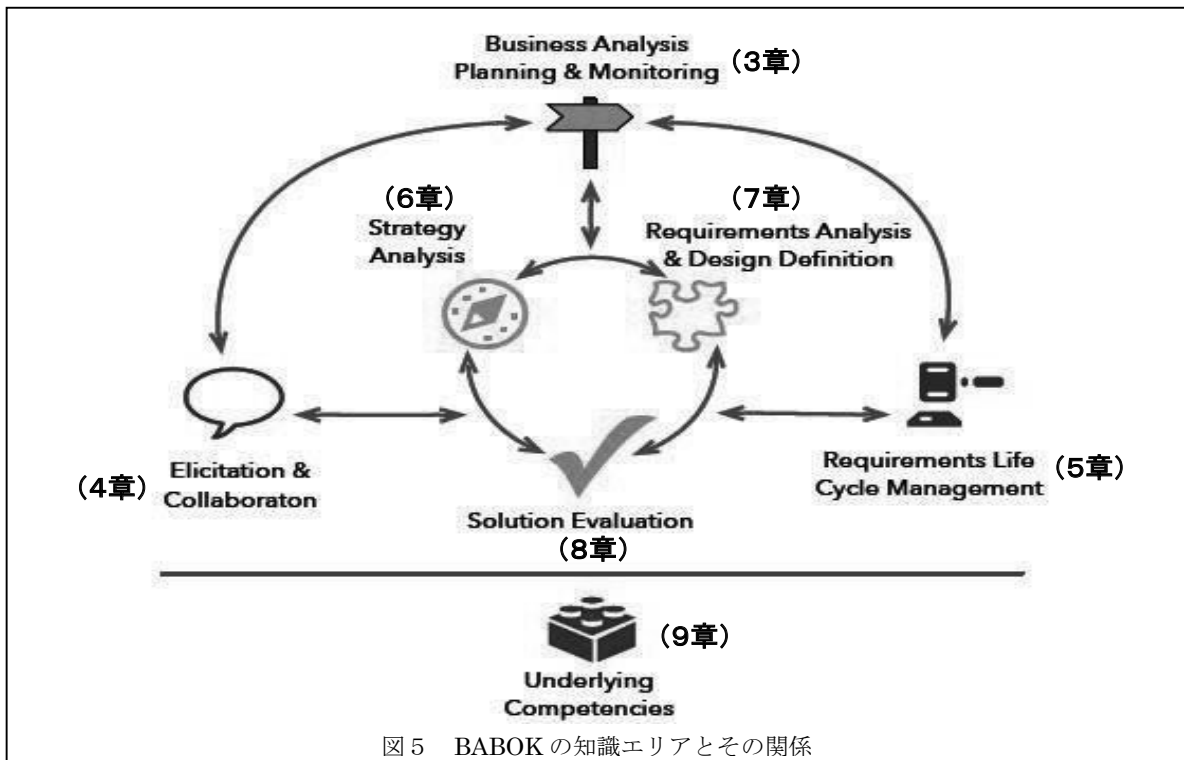 Business Analysis
Planning & Monitoring
（3章）
（6章）
Strategy
Analysis
（7章）
Requirements Analysis
& Design Definition
（4章）
Elicitation &
Collaboraton
Requirements Life
Cycle Management
（5章）
Solution Evaluation
（8章）
（9章）
Underlying
Competencies
図５　BABOK の知識エリアとその関係